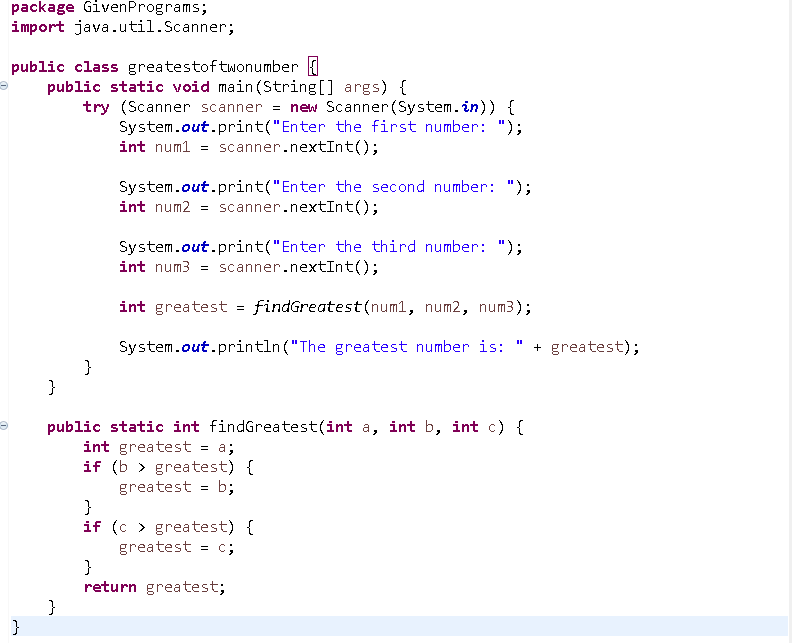 package GivenPrograms;
import java.util.Scanner;
public class greatestoftwonumber {
public static void main(String[] args) {
try (Scanner scanner = new Scanner(System.in)) {
System.out.print("Enter the first number: ");
int num1 = scanner.nextInt();
System.out.print("Enter the second number: ");
int num2 = scanner.nextInt();
System.out.print("Enter the third number: ");
int num3 = scanner.nextInt();
int greatest = findGreatest(num1, num2, num3);
System.out.println("The greatest number is: " + greatest);
}
}
public static int findGreatest(int a, int b, int c) {
int greatest = a;
if (b > greatest) {
greatest = b;
}
if (c > greatest) {
greatest = c;
}
return greatest;
}
}